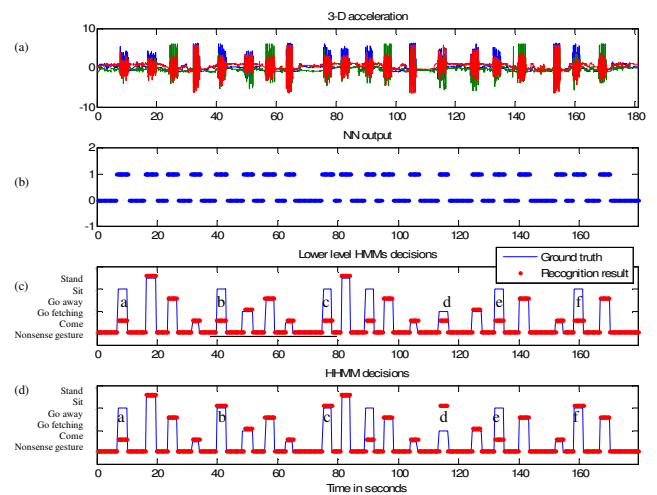 3-D acceleration
(a)
10
0
-10
0 20 40 60 80 100 120 140 160 180
NN output
(b)
2
1
0
-1
0 20 40 60 80 100 120 140 160
Lower level HMMs decisions
Ground truth
Recognition result
(c)
Stand
Sit
Go away
Go fetching
Come
Nonsense gesture
a b c d e f
0 20 40 60 80 100 120 140 160
HHMM decisions
(d)
Stand
Sit
Go away
Go fetching
Come
Nonsense gesture
a b c d e f
0 20 40 60 80 100 120 140 160
Time in seconds